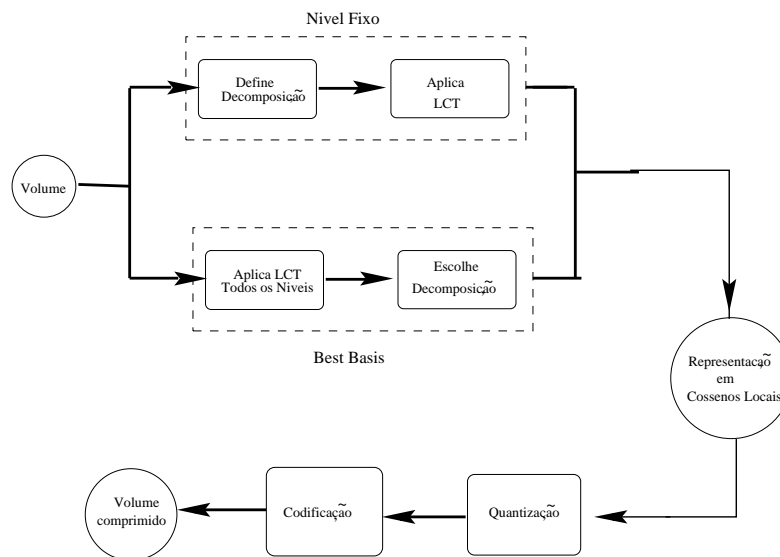 Nivel Fixo
Define
Decomposição
Aplica
LCT
Volume
Aplica LCT
Todos os Niveis
Escolhe
Decomposição
Best Basis
Representação
em
Cossenos Locais
Volume
comprimido
Codificação
Quantização